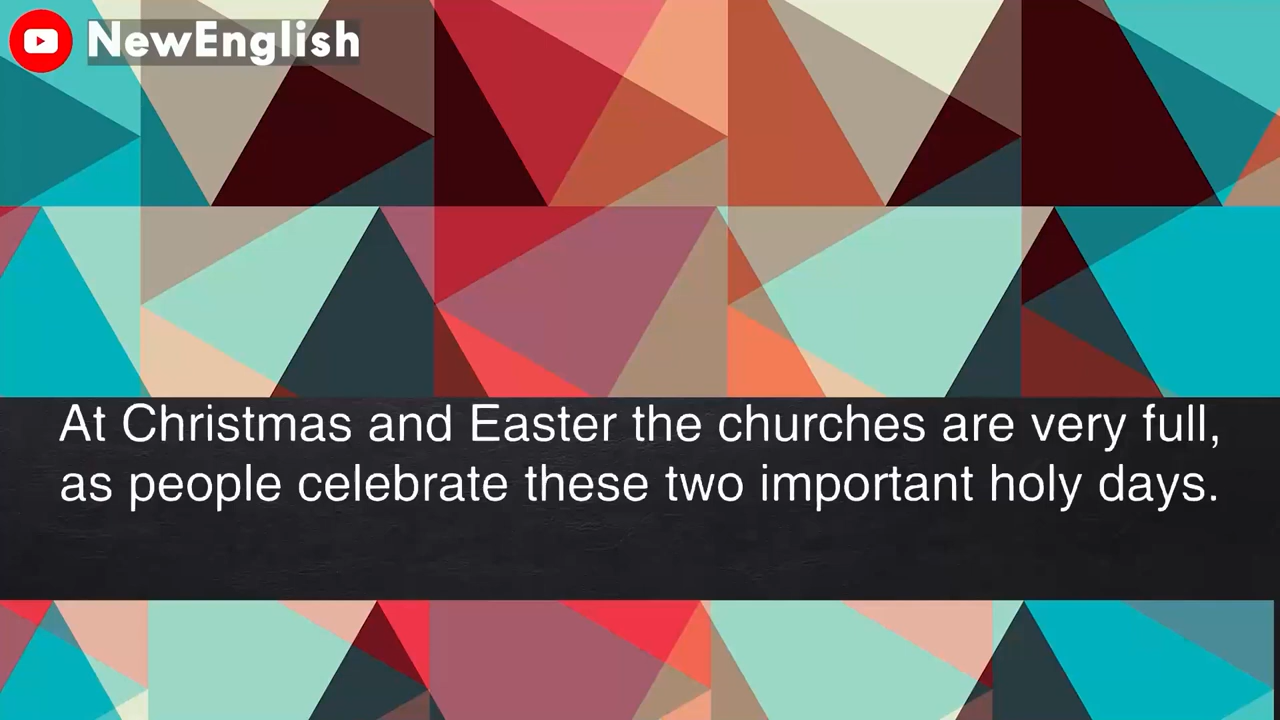 NewEnglish
At Christmas and Easter the churches are very full,
as people celebrate these two important holy days.